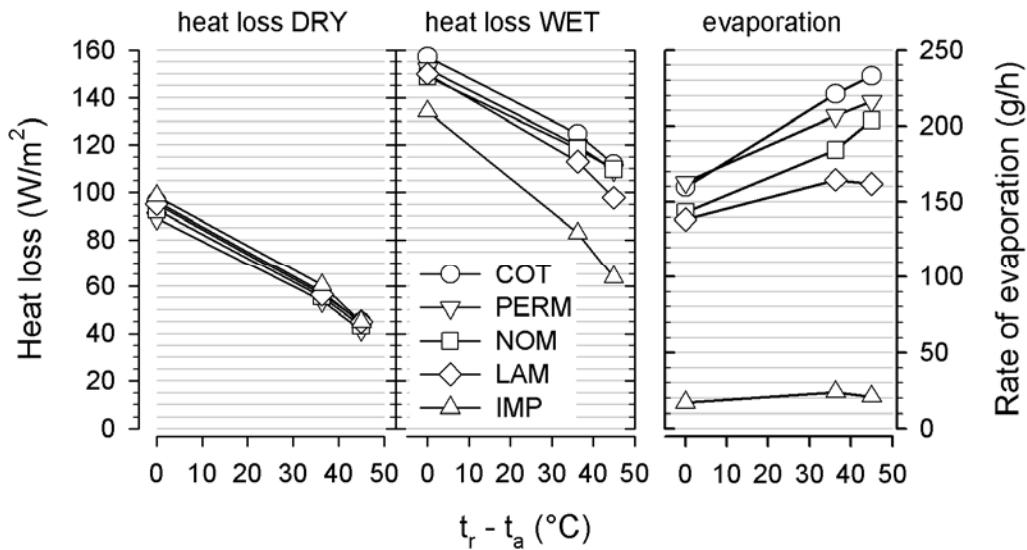 heat loss DRY
heat loss WET
evaporation
Heat loss (W/m²)
160
140
120
100
80
60
40
20
0
COT
PERM
NOM
LAM
IMP
250
200
150
100
50
0
Rate of evaporation (g/h)
0 10 20 30 40 50
0 10 20 30 40 50
0 10 20 30 40 50
tᵣ - tₐ (°C)